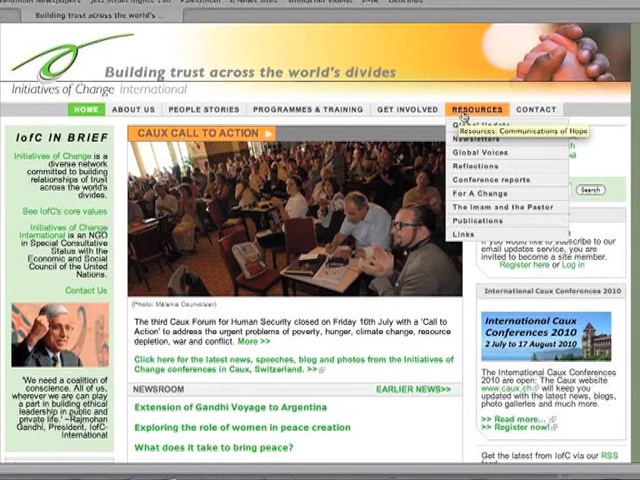 Building trust across the world's ...
Building trust across the world's divides
Initiatives of Change International
HOME ABOUT US PEOPLE STORIES PROGRAMMES & TRAINING GET INVOLVED RESOURCES CONTACT
Resources: Communications of Hope
Newsletters
Global Voices
Reflections
Conference reports
For A Change
The Imam and the Pastor
Publications
Links
Search
IofC IN BRIEF
Initiatives of Change is a
diverse network
committed to building
relationships of trust
across the world's
divides.
See IofC's core values
Initiatives of Change
International is an NGO
in Special Consultative
Status with the
Economic and Social
Council of the United
Nations.
Contact Us
'We need a coalition of
conscience. All of us,
wherever we are can play
a part in building ethical
leadership in public and
private life.' ~Rajmohan
Gandhi, President, IofC-
International
CAUX CALL TO ACTION
(Photo: Mélanie Courvoisier)
The third Caux Forum for Human Security closed on Friday 16th July with a 'Call to
Action' to address the urgent problems of poverty, hunger, climate change, resource
depletion, war and conflict. More >>
Click here for the latest news, speeches, blog and photos from the Initiatives of
Change conferences in Caux, Switzerland. >>
NEWSROOM EARLIER NEWS>>
Extension of Gandhi Voyage to Argentina
Exploring the role of women in peace creation
What does it take to bring peace?
If you would like to subscribe to our
email updates service, you are
invited to become a site member.
Register here or Log in
International Caux Conferences 2010
International Caux
Conferences 2010
2 July to 17 August 2010
The International Caux Conferences
2010 are open: The Caux website
www.caux.ch will keep you
updated with the latest news, blogs,
photo galleries and much more.
>> Read more...
>> Register now!
Get the latest from IofC via our RSS